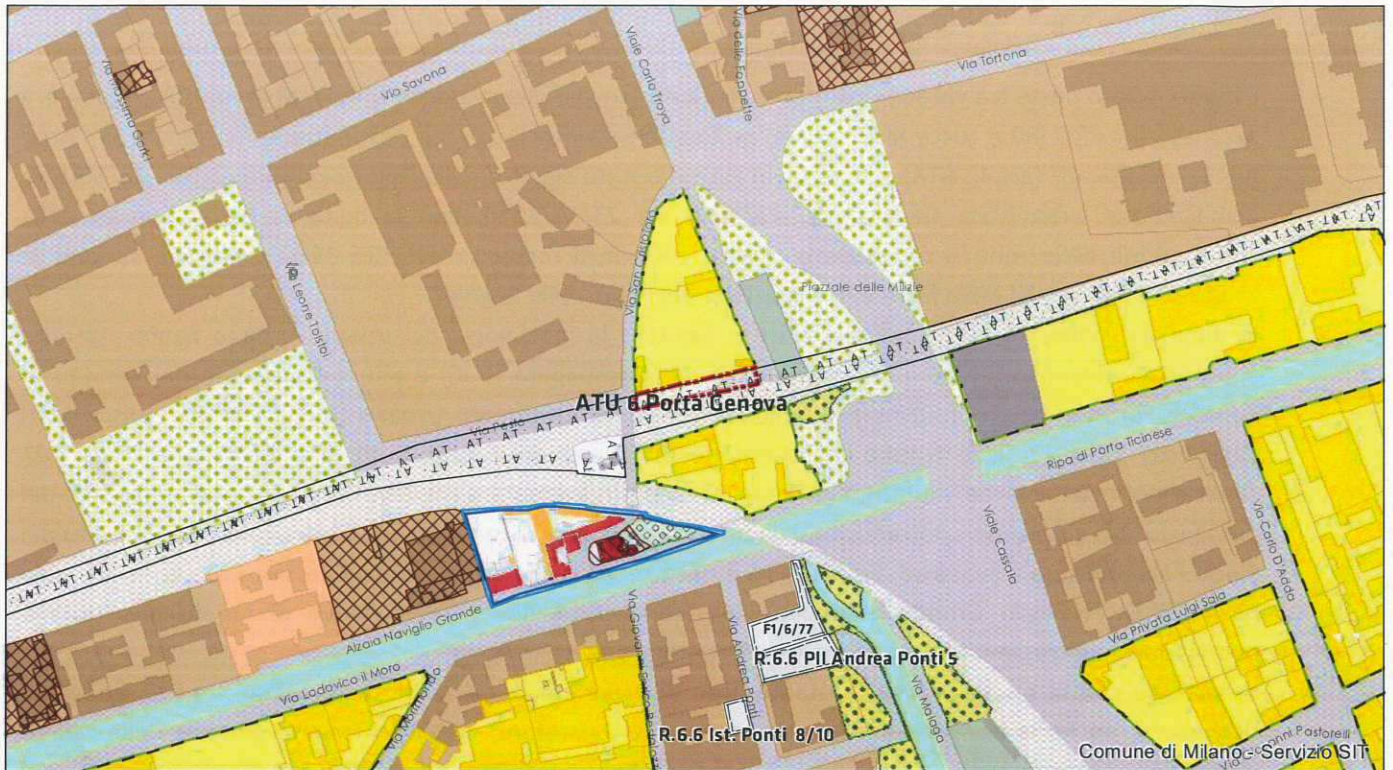 Via Savona
Viale Carlo Troya
Via delle Foppette
Via Tortona
Leone Tolstoi
Via San Cristoforo
Piazzale delle Milizie
ATU 6 Porta Genova
Via Pesto
Ripa di Porta Ticinese
Viale Cassala
Via Carlo D'Adda
Alzaia Naviglio Grande
Via Privata Luigi Saia
F1/6/77
Via Andrea Ponti
R.6.6 PII Andrea Ponti 5
Via Lodovico il Moro
Via Malaga
R.6.6 Ist. Ponti 8/10
Comune di Milano - Servizio SIT